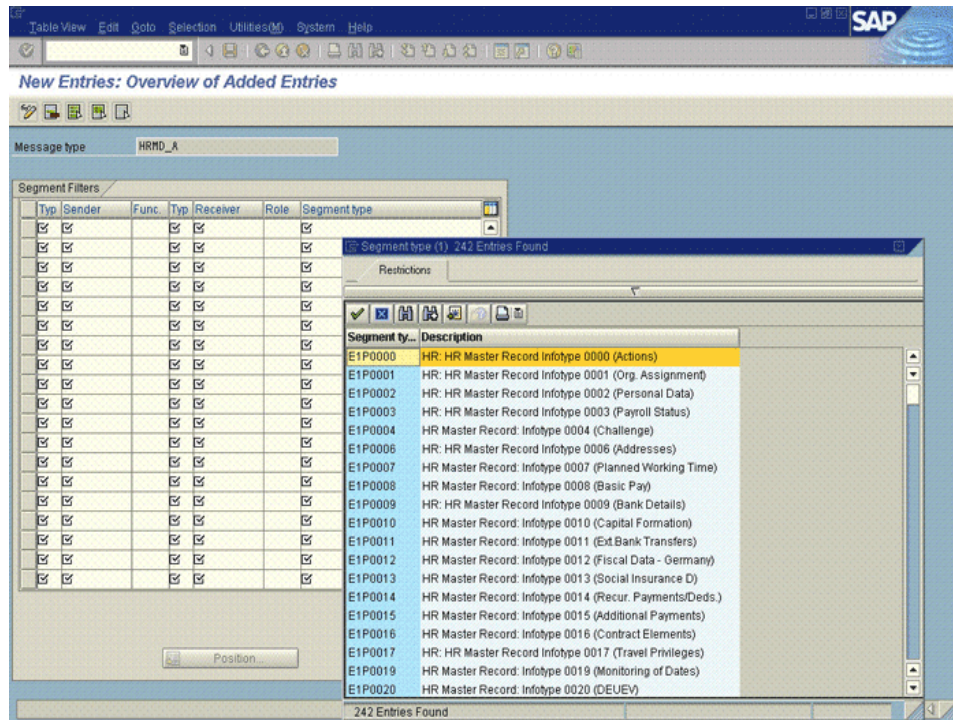 Table View Edit Goto Selection Utilities(M) System Help
SAP
New Entries: Overview of Added Entries
Message type HRMD_A
Segment Filters
Typ Sender Func. Typ Receiver Role Segment type
Segment type (1) 242 Entries Found
Restrictions
Segment ty... Description
E1P0000 HR: HR Master Record Infotype 0000 (Actions)
E1P0001 HR: HR Master Record Infotype 0001 (Org. Assignment)
E1P0002 HR: HR Master Record Infotype 0002 (Personal Data)
E1P0003 HR: HR Master Record Infotype 0003 (Payroll Status)
E1P0004 HR Master Record: Infotype 0004 (Challenge)
E1P0006 HR: HR Master Record Infotype 0006 (Addresses)
E1P0007 HR Master Record: Infotype 0007 (Planned Working Time)
E1P0008 HR Master Record: Infotype 0008 (Basic Pay)
E1P0009 HR: HR Master Record Infotype 0009 (Bank Details)
E1P0010 HR Master Record: Infotype 0010 (Capital Formation)
E1P0011 HR Master Record: Infotype 0011 (Ext.Bank Transfers)
E1P0012 HR Master Record: Infotype 0012 (Fiscal Data - Germany)
E1P0013 HR Master Record: Infotype 0013 (Social Insurance D)
E1P0014 HR Master Record: Infotype 0014 (Recur. Payments/Deds.)
E1P0015 HR Master Record: Infotype 0015 (Additional Payments)
E1P0016 HR Master Record: Infotype 0016 (Contract Elements)
E1P0017 HR: HR Master Record Infotype 0017 (Travel Privileges)
E1P0019 HR Master Record: Infotype 0019 (Monitoring of Dates)
E1P0020 HR Master Record: Infotype 0020 (DEUEV)
Position...
242 Entries Found